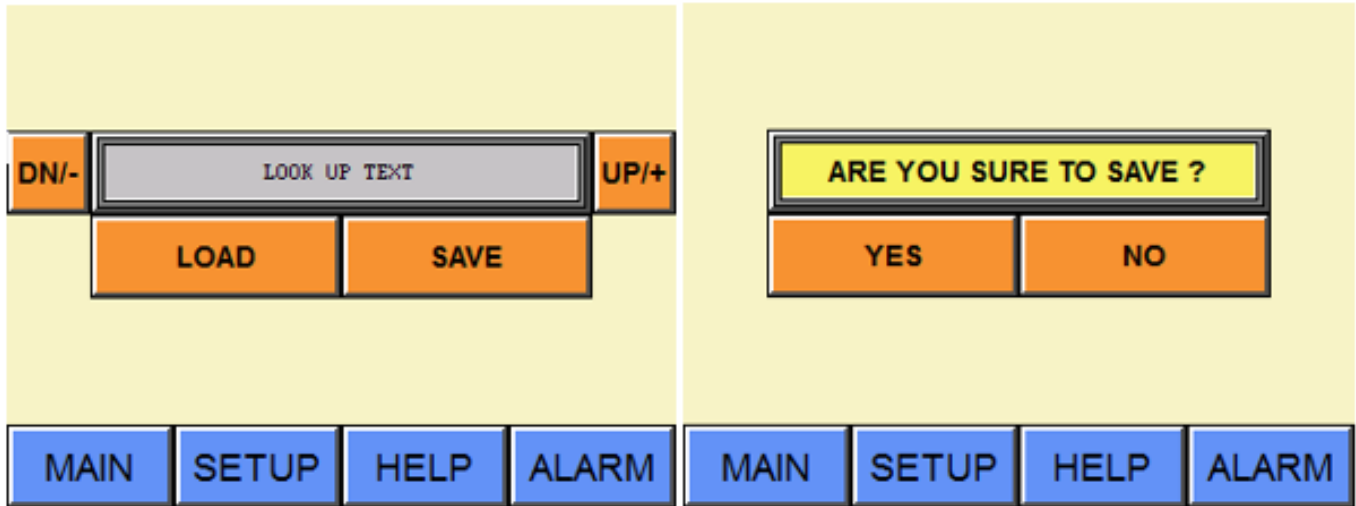 DN/- LOOK UP TEXT UP/+
LOAD SAVE
MAIN SETUP HELP ALARM
ARE YOU SURE TO SAVE ?
YES NO
MAIN SETUP HELP ALARM